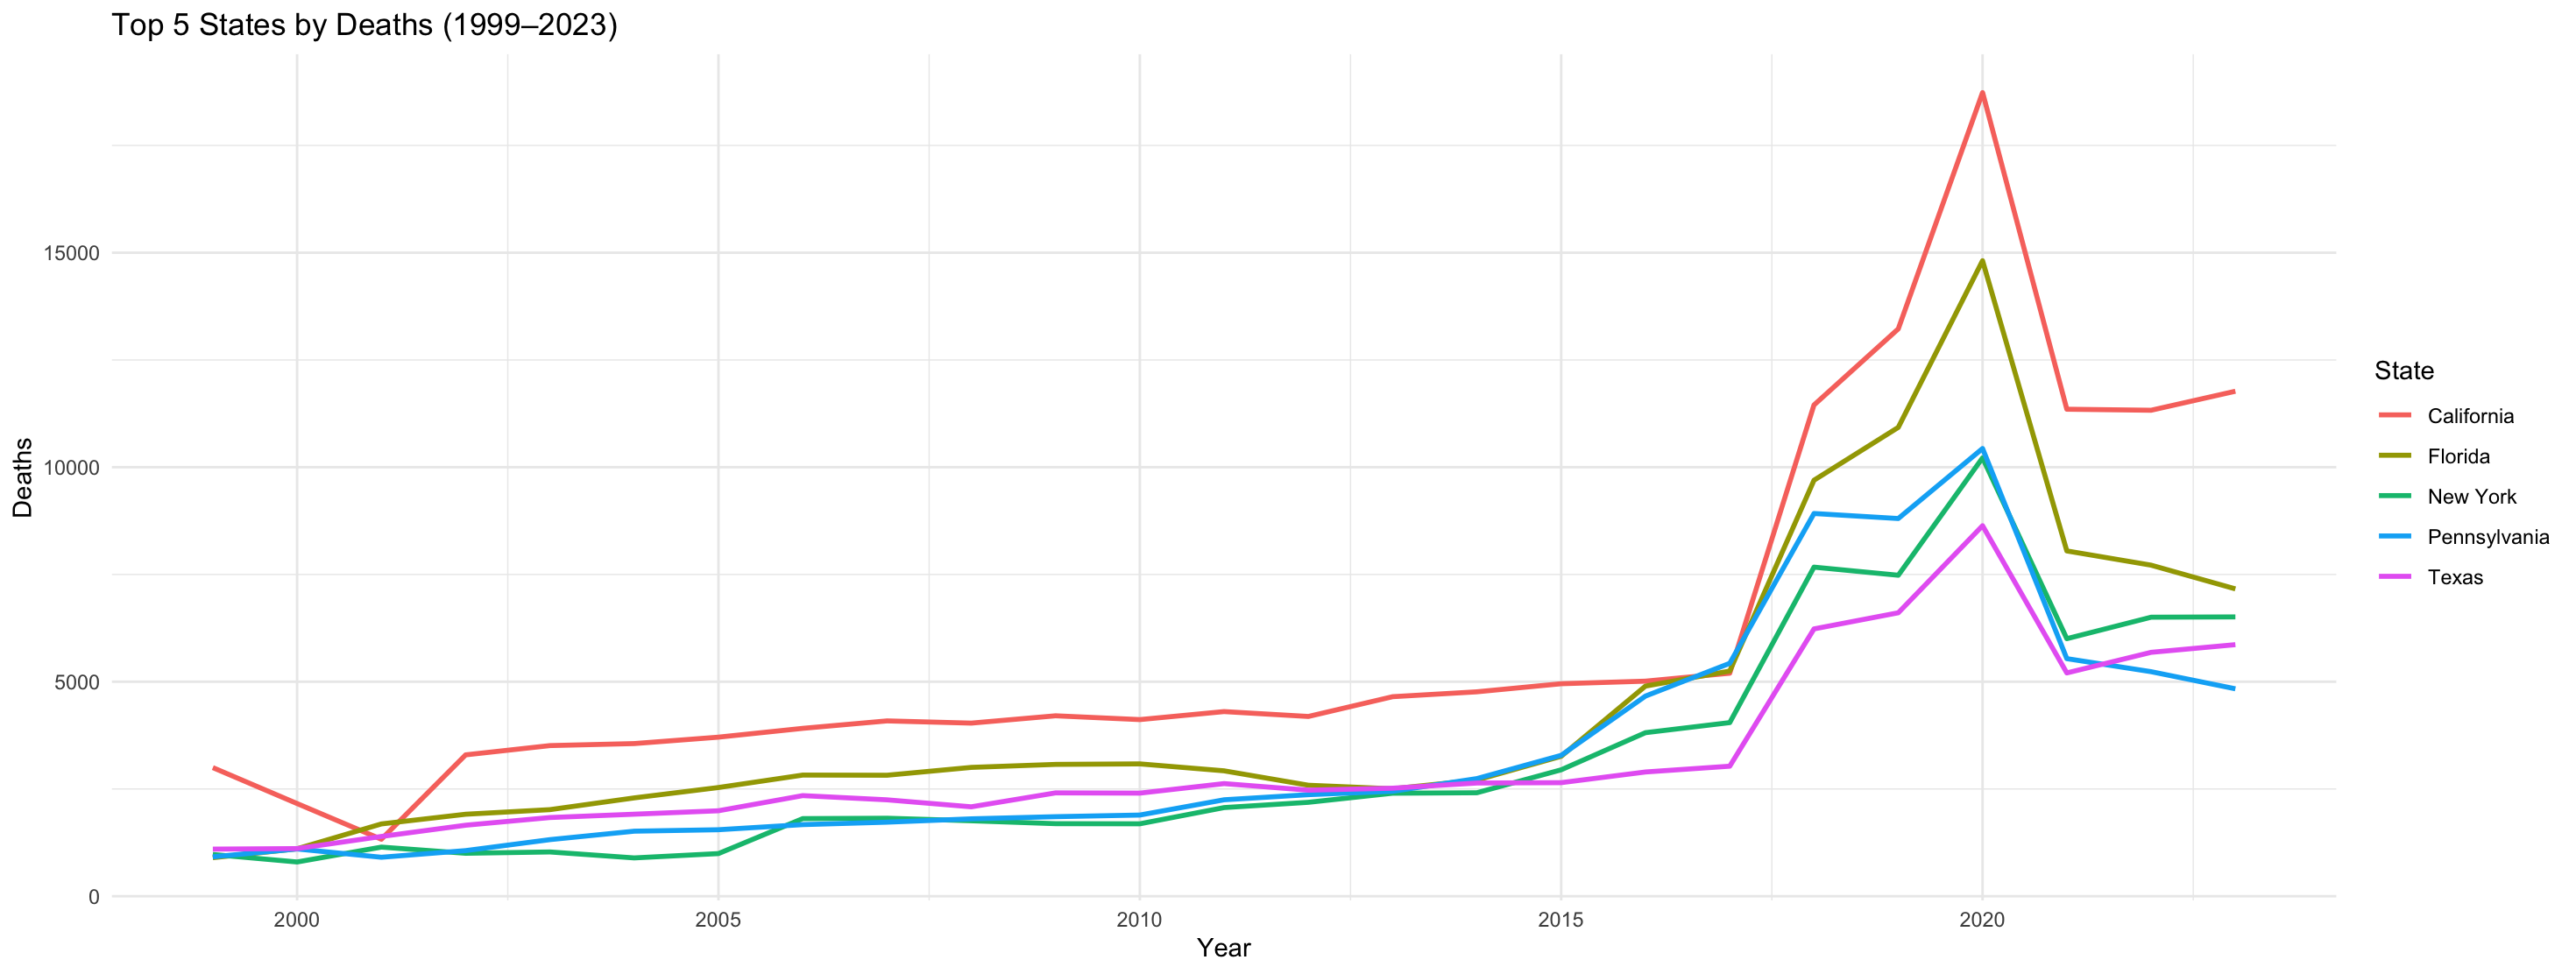 Top 5 States by Deaths (1999–2023)
Deaths
15000
10000
5000
0
2000
2005
2010
2015
2020
Year
State
California
Florida
New York
Pennsylvania
Texas